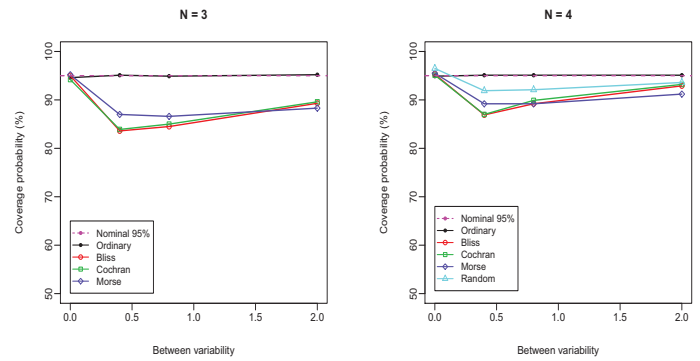 N = 3
Coverage probability (%)
100
90
80
70
60
50
Nominal 95%
Ordinary
Bliss
Cochran
Morse
0.0 0.5 1.0 1.5 2.0
Between variability
N = 4
Coverage probability (%)
100
90
80
70
60
50
Nominal 95%
Ordinary
Bliss
Cochran
Morse
Random
0.0 0.5 1.0 1.5 2.0
Between variability